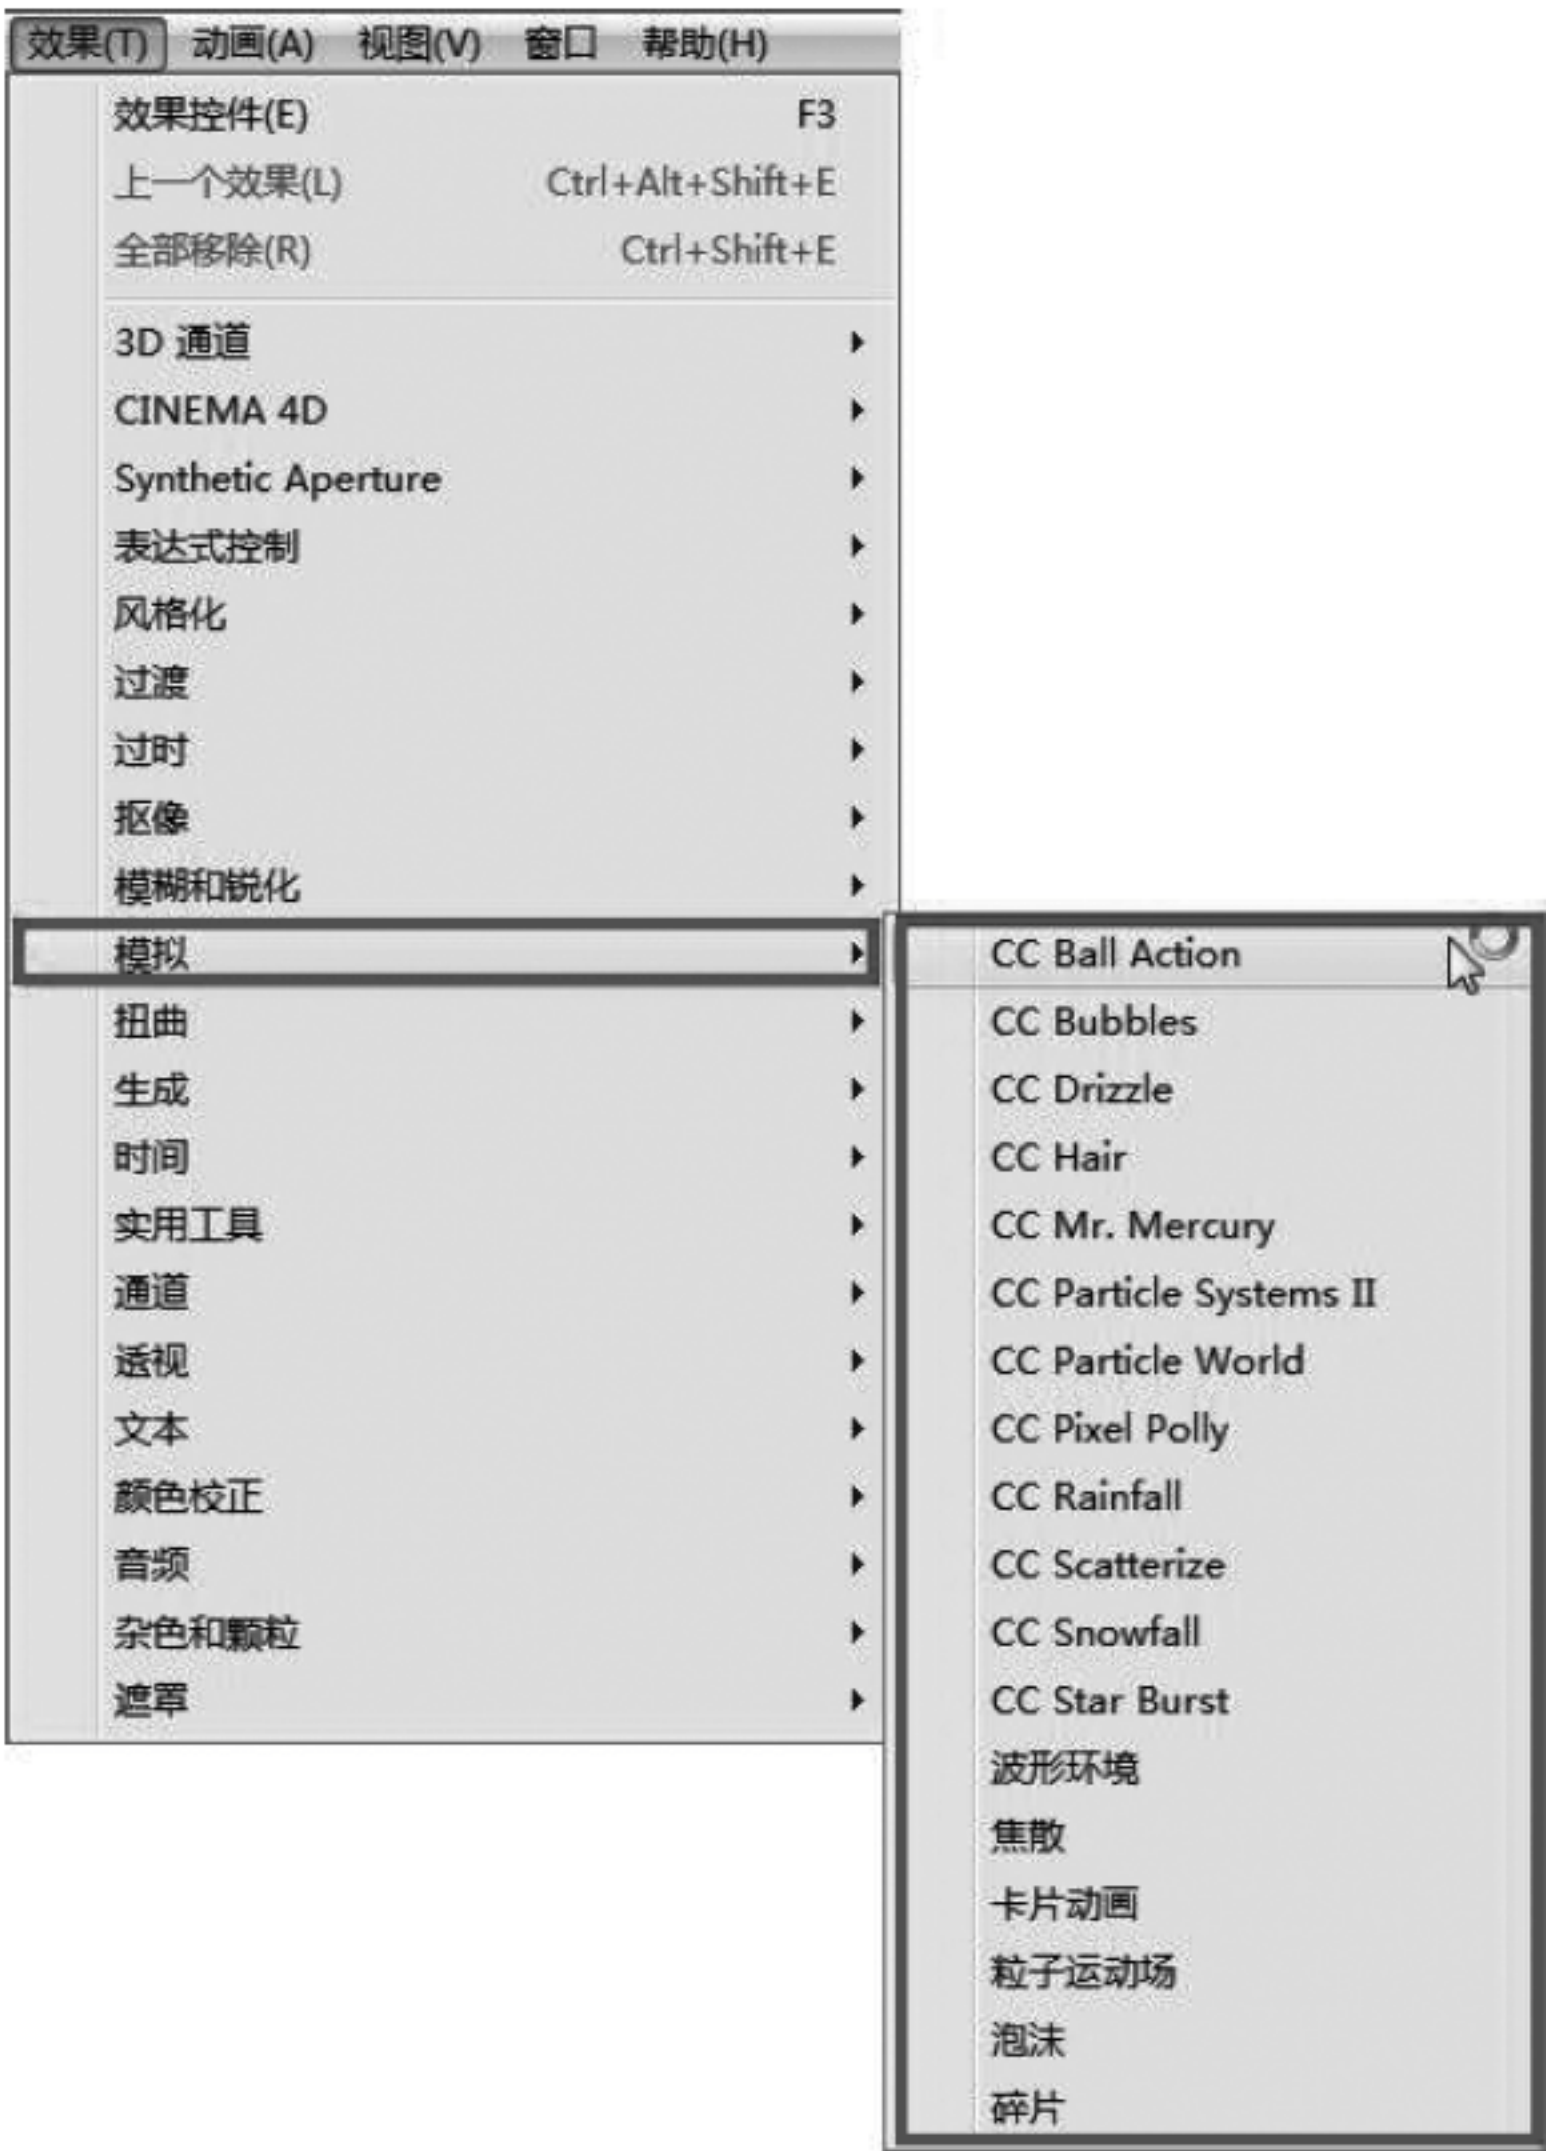 效果(T) 动画(A) 视图(V) 窗口 帮助(H)
效果控件(E) F3
上一个效果(L) Ctrl+Alt+Shift+E
全部移除(R) Ctrl+Shift+E
3D 通道
CINEMA 4D
Synthetic Aperture
表达式控制
风格化
过渡
过时
抠像
模糊和锐化
模拟
扭曲
生成
时间
实用工具
通道
透视
文本
颜色校正
音频
杂色和颗粒
遮罩
CC Ball Action
CC Bubbles
CC Drizzle
CC Hair
CC Mr. Mercury
CC Particle Systems II
CC Particle World
CC Pixel Polly
CC Rainfall
CC Scatterize
CC Snowfall
CC Star Burst
波形环境
焦散
卡片动画
粒子运动场
泡沫
碎片